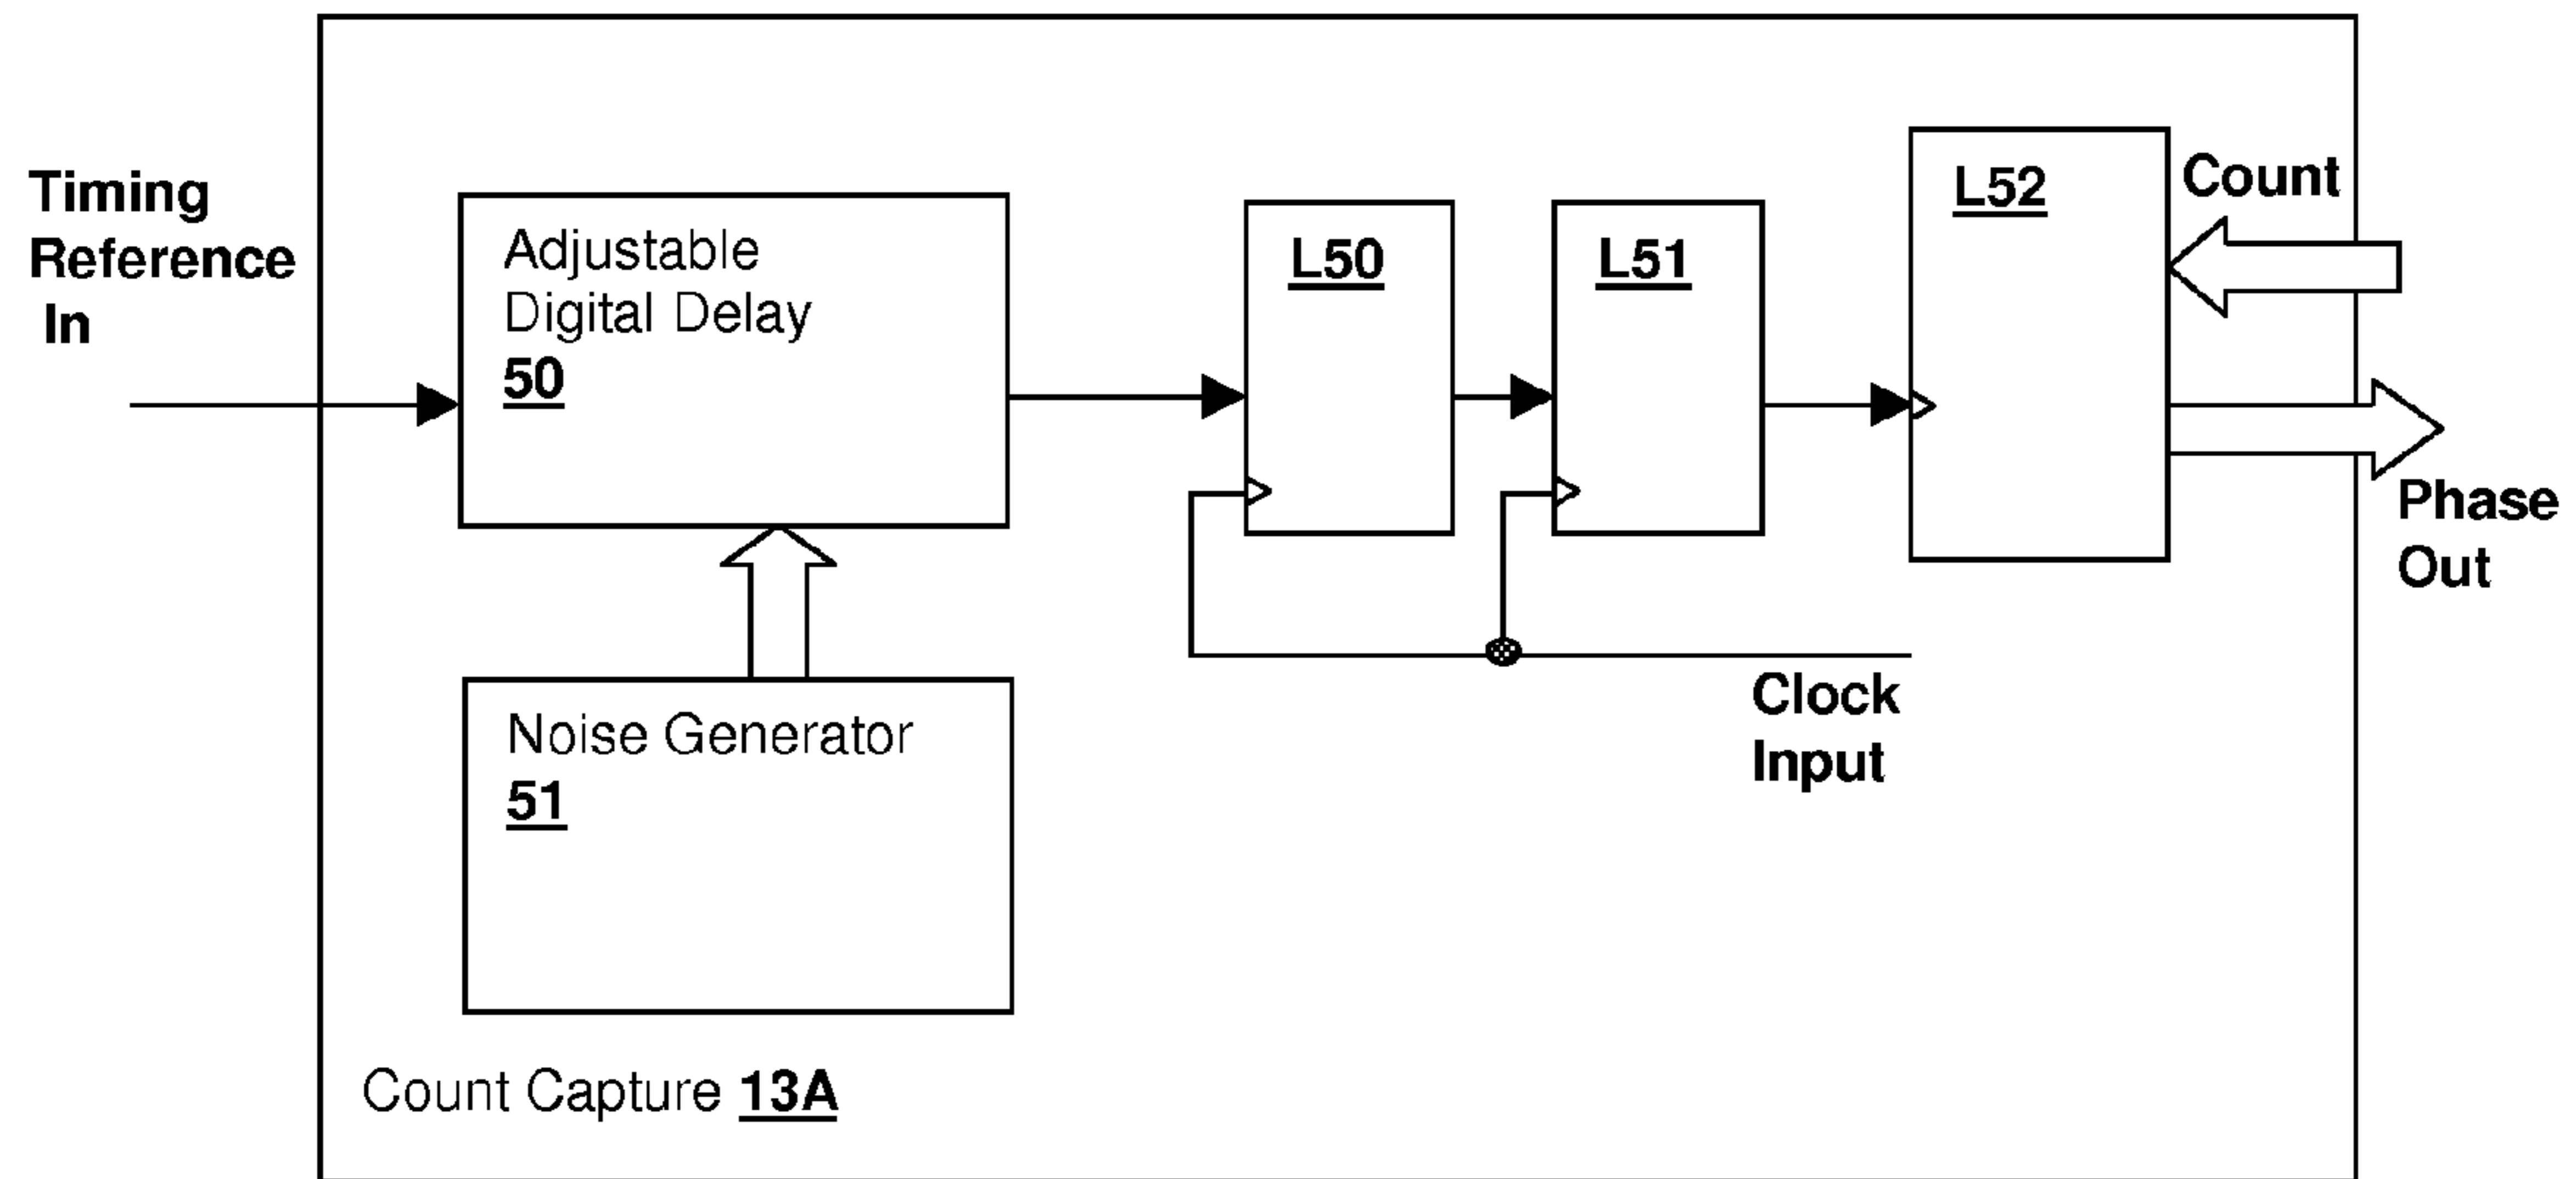 Timing
Reference
In
Adjustable
Digital Delay
50
L50
L51
L52
Count
Phase
Out
Clock
Input
Noise Generator
51
Count Capture 13A